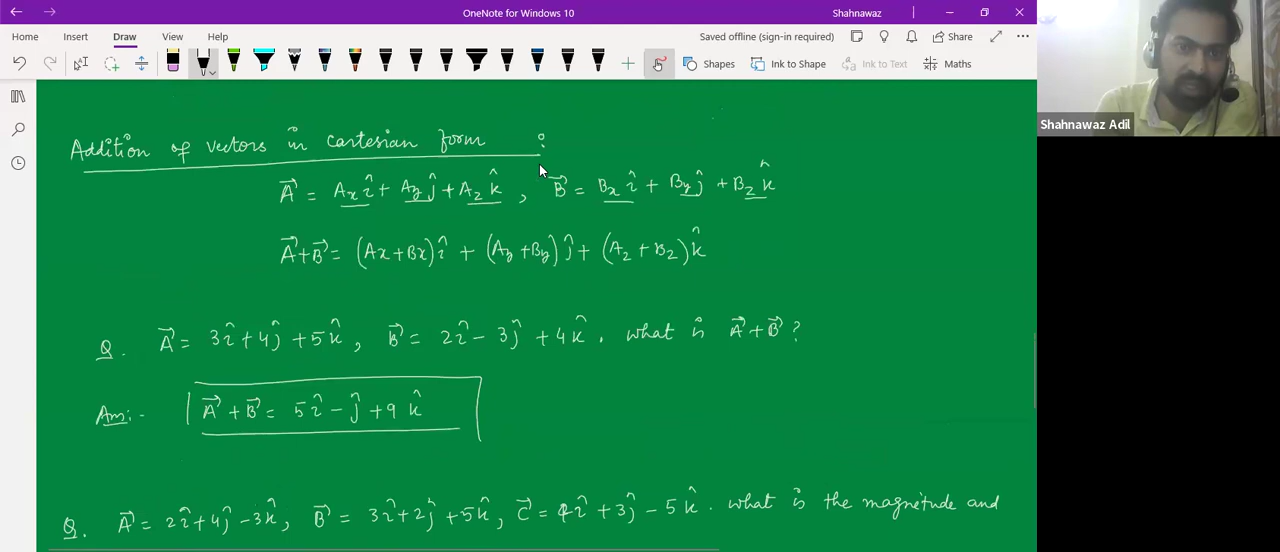 OneNote for Windows 10
Shahnawaz
Home Insert Draw View Help
Saved offline (sign in required)
Share
Shapes Ink to Shape Ink to Text Maths
Shahnawaz Adil
Addition of vectors in cartesian form :
A⃗ = Ax î + Ay ĵ + Az k̂ , B⃗ = Bx î + By ĵ + Bz k̂
A⃗+B⃗ = (Ax+Bx) î + (Ay+By) ĵ + (Az+Bz) k̂
Q. A⃗ = 3î+4ĵ+5k̂, B⃗ = 2î-3ĵ+4k̂. what is A⃗+B⃗?
Ans:- A⃗+B⃗ = 5î-ĵ+9k̂
Q. A⃗ = 2î+4ĵ-3k̂, B⃗ = 3î+2ĵ+5k̂, C⃗ = î+3ĵ-5k̂. what is the magnitude and